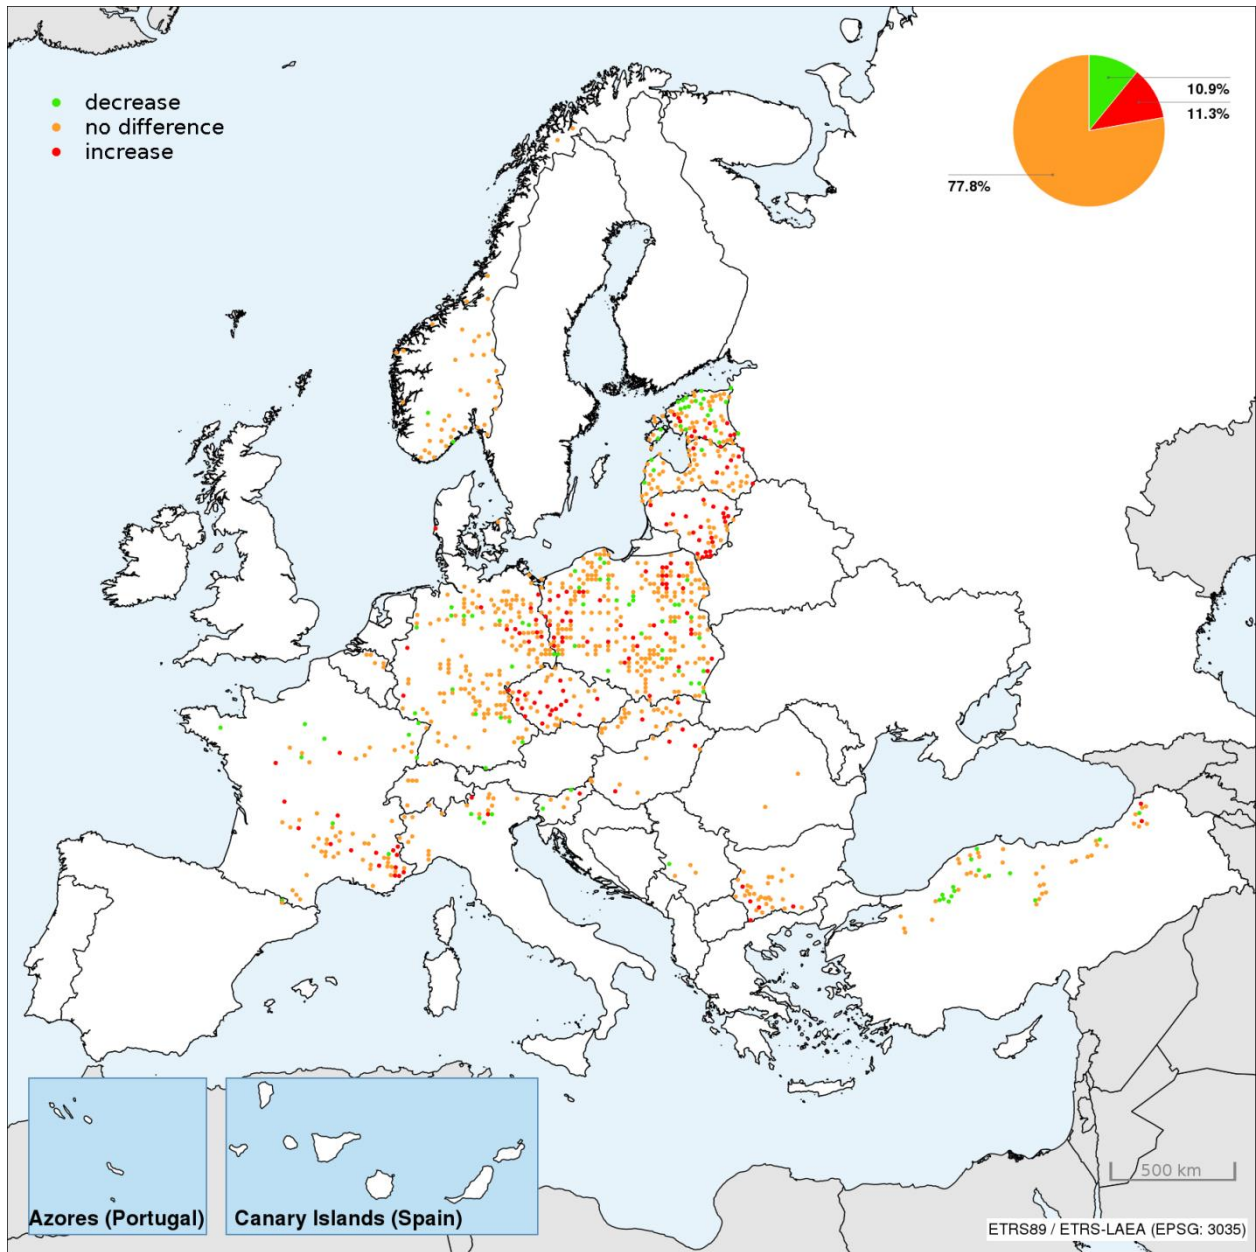 decrease
no difference
increase
10.9%
11.3%
77.8%
500 km
Azores (Portugal)
Canary Islands (Spain)
ETRS89 / ETRS-LAEA (EPSG: 3035)